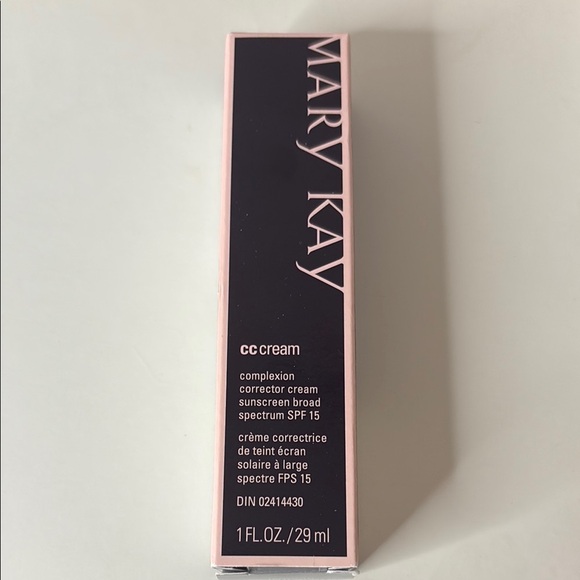 MARY KAY
cc cream
complexion
corrector cream
sunscreen broad
spectrum SPF 15
crème correctrice
de teint écran
solaire à large
spectre FPS 15
DIN 02414430
1 FL.OZ./29 ml